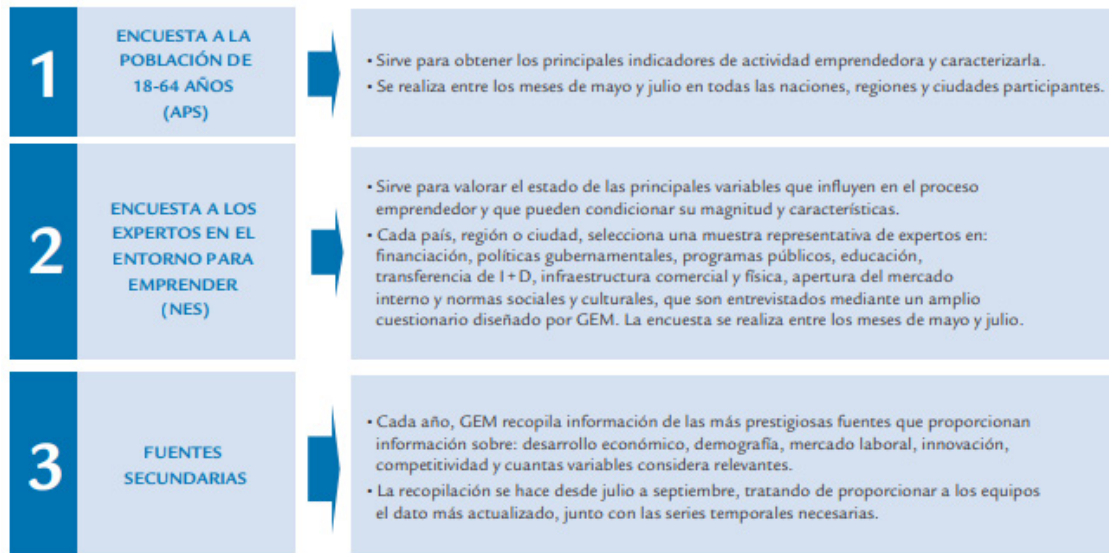 1
ENCUESTA A LA
POBLACIÓN DE
18-64 AÑOS
(APS)
• Sirve para obtener los principales indicadores de actividad emprendedora y caracterizarla.
• Se realiza entre los meses de mayo y julio en todas las naciones, regiones y ciudades participantes.
2
ENCUESTA A LOS
EXPERTOS EN EL
ENTORNO PARA
EMPRENDER
(NES)
• Sirve para valorar el estado de las principales variables que influyen en el proceso
emprendedor y que pueden condicionar su magnitud y características.
• Cada país, región o ciudad, selecciona una muestra representativa de expertos en:
financiación, políticas gubernamentales, programas públicos, educación,
transferencia de I+D, infraestructura comercial y física, apertura del mercado
interno y normas sociales y culturales, que son entrevistados mediante un amplio
cuestionario diseñado por GEM. La encuesta se realiza entre los meses de mayo y julio.
3
FUENTES
SECUNDARIAS
• Cada año, GEM recopila información de las más prestigiosas fuentes que proporcionan
información sobre: desarrollo económico, demografía, mercado laboral, innovación,
competitividad y cuantas variables considera relevantes.
• La recopilación se hace desde julio a septiembre, tratando de proporcionar a los equipos
el dato más actualizado, junto con las series temporales necesarias.